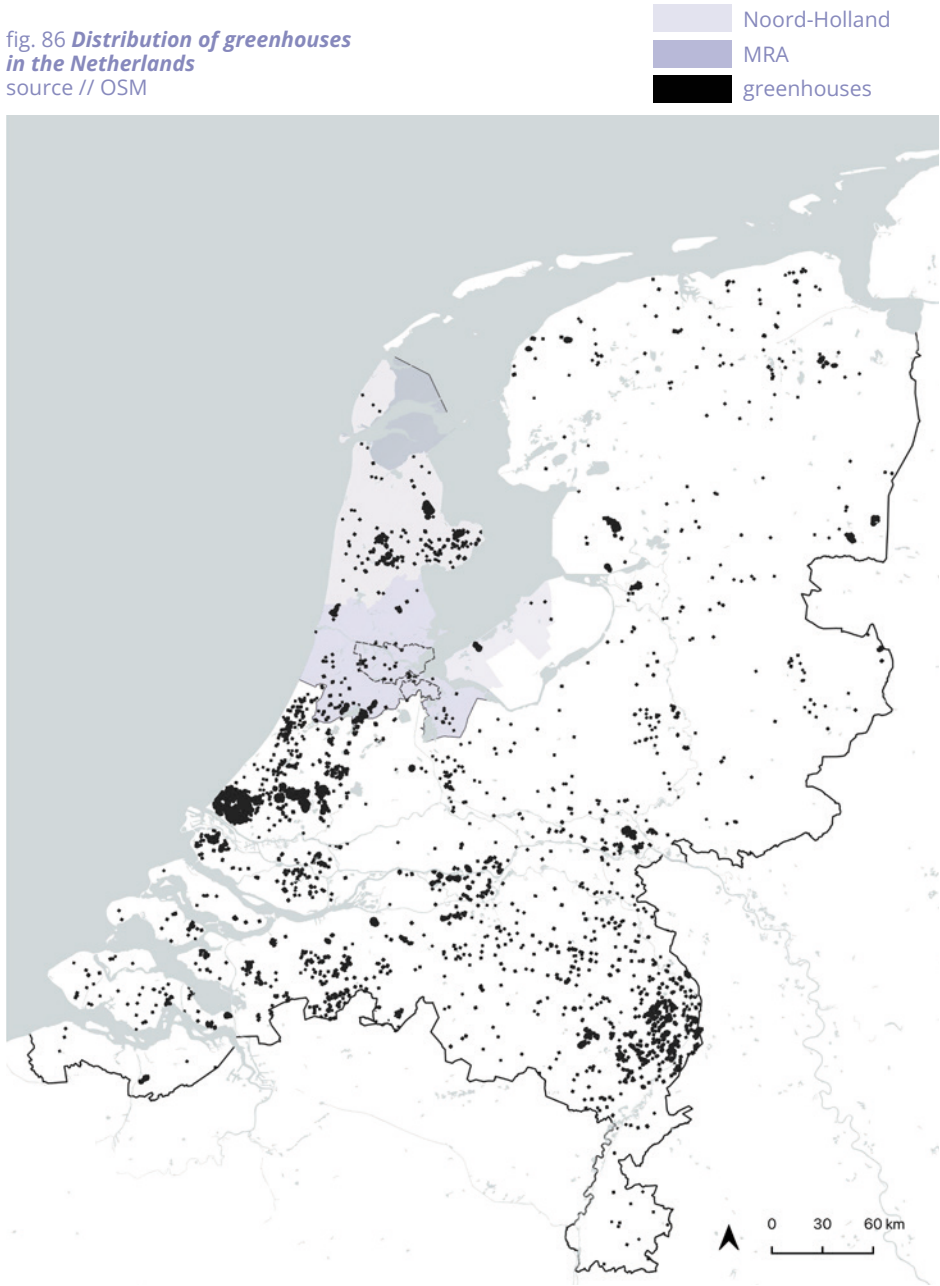 fig. 86 Distribution of greenhouses
in the Netherlands
source // OSM
Noord-Holland
MRA
greenhouses
0 30 60 km